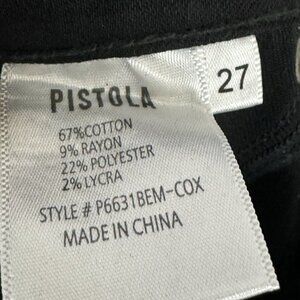 PISTOLA
27
67%COTTON
9% RAYON
22% POLYESTER
2% LYCRA
STYLE # P6631BEM-COX
MADE IN CHINA